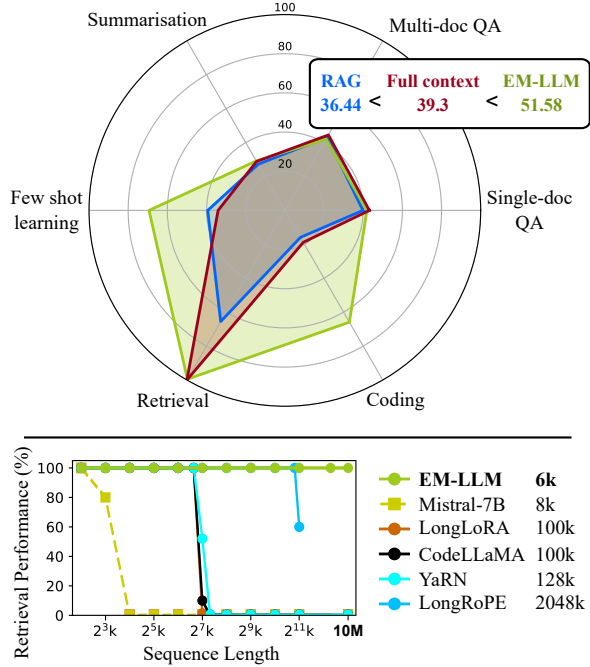 100
Summarisation
Multi-doc QA
80
60
RAG Full context EM-LLM
36.44 < 39.3 < 51.58
40
20
Few shot
learning
Single-doc
QA
Retrieval
Coding
Retrieval Performance (%)
100
80
60
40
20
0
2³k 2⁵k 2⁷k 2⁹k 2¹¹k 10M
Sequence Length
EM-LLM 6k
Mistral-7B 8k
LongLoRA 100k
CodeLLaMA 100k
YaRN 128k
LongRoPE 2048k